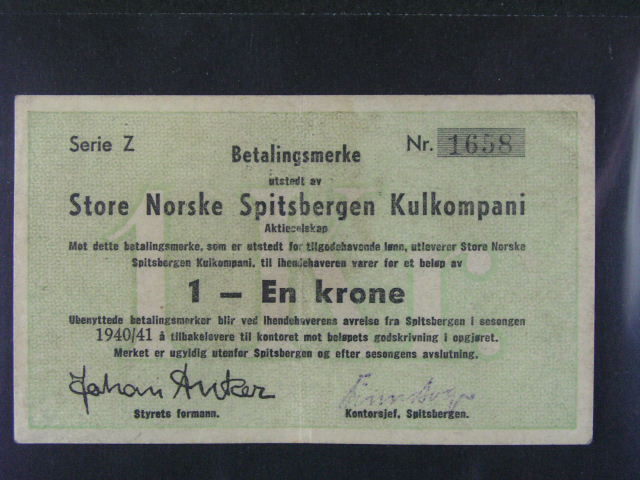 Serie Z
Nr. 1658
Betalingsmerke
utstedt av
Store Norske Spitsbergen Kulkompani
Aktieselskap
Mot dette betalingsmerke, som er utstedt for tilgodehavende lønn, utleverer Store Norske
Spitsbergen Kulkompani, til ihendehaveren varer for et beløp av
1 — En krone
Ubenyttede betalingsmerker blir ved ihendehaverens avreise fra Spitsbergen i sesongen
1940/41 å tilbakelevere til kontoret mot beløpets godskrivning i opgjøret.
Merket er ugyldig utenfor Spitsbergen og efter sesongens avslutning.
Johan Anker
Styrets formann.
Kontorsjef, Spitsbergen.